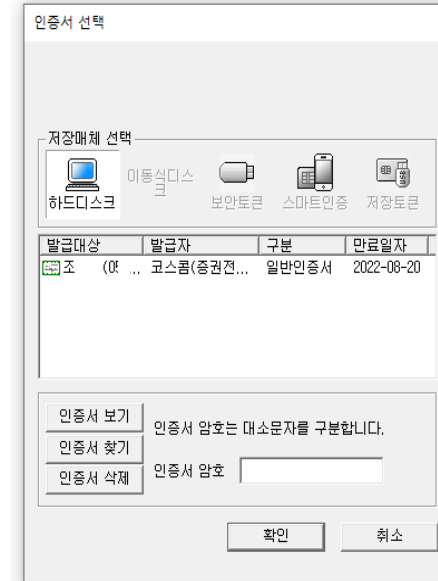 인증서 선택
저장매체 선택
하드디스크
이동식디스크
보안토큰
스마트인증
저장토큰
발급대상 발급자 구분 만료일자
조 (05 ... 코스콤(증권전... 일반인증서 2022-08-20
인증서 보기
인증서 찾기
인증서 삭제
인증서 암호는 대소문자를 구분합니다.
인증서 암호
확인 취소